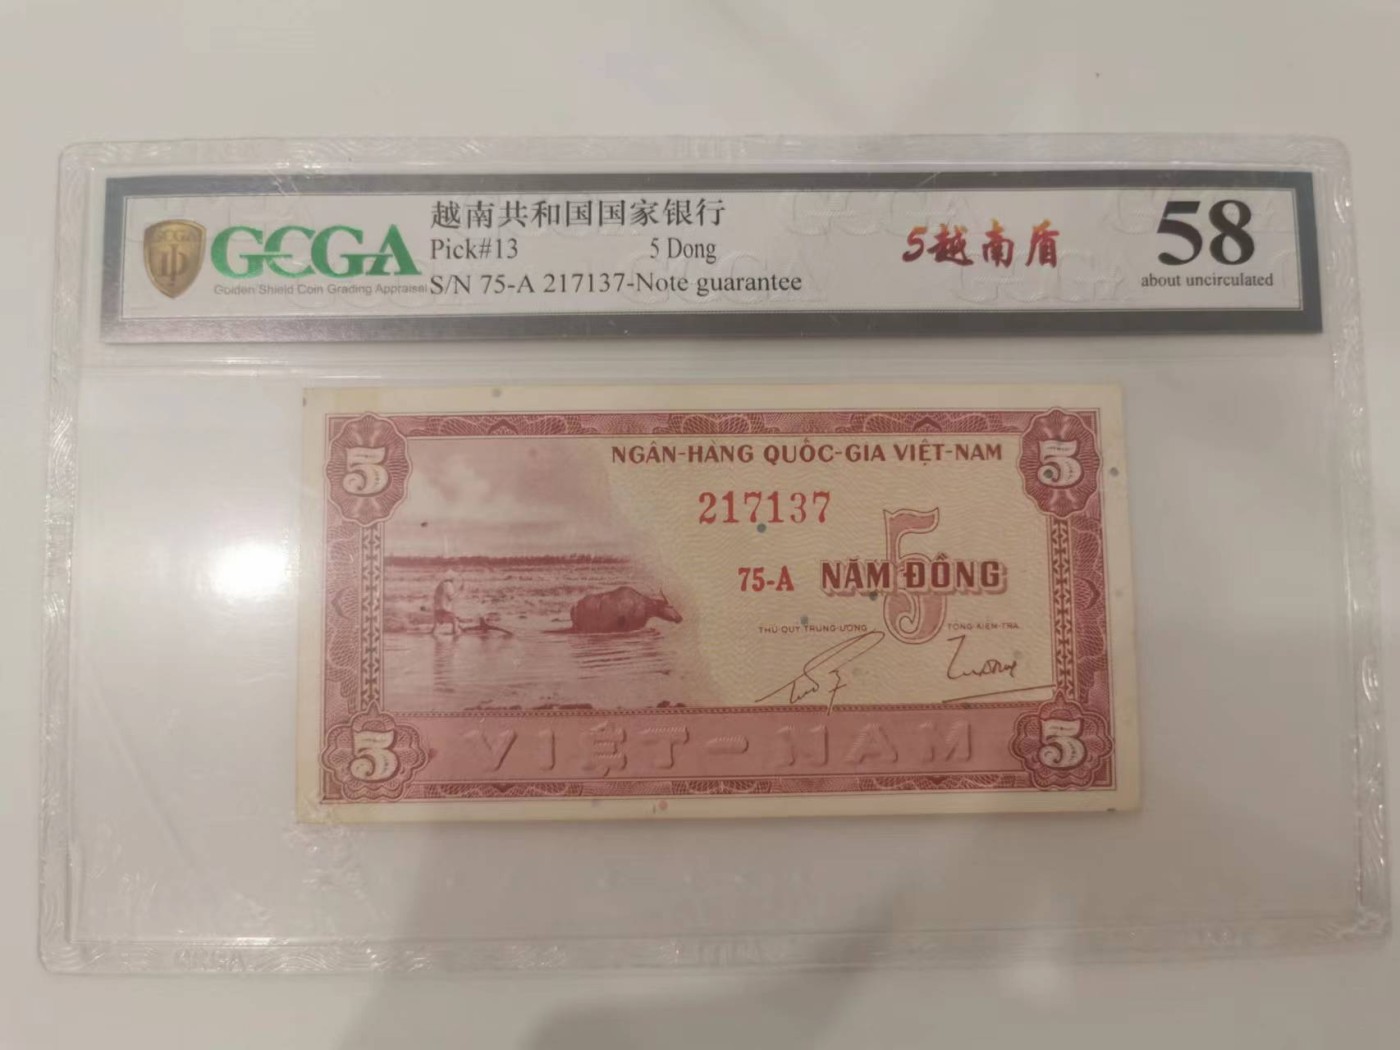 越南共和国国家银行
GCGA
Golden Shield Coin Grading Appraisal
Pick#13 5 Dong
S/N 75-A 217137-Note guarantee
5越南盾
58
about uncirculated
5
5
NGÂN-HÀNG QUỐC-GIA VIỆT-NAM
217137
5
75-A NĂM ĐỒNG
THỦ-QUỸ TRUNG-ƯƠNG TỔNG-KIỂM-TRA
VIỆT-NAM
5
5